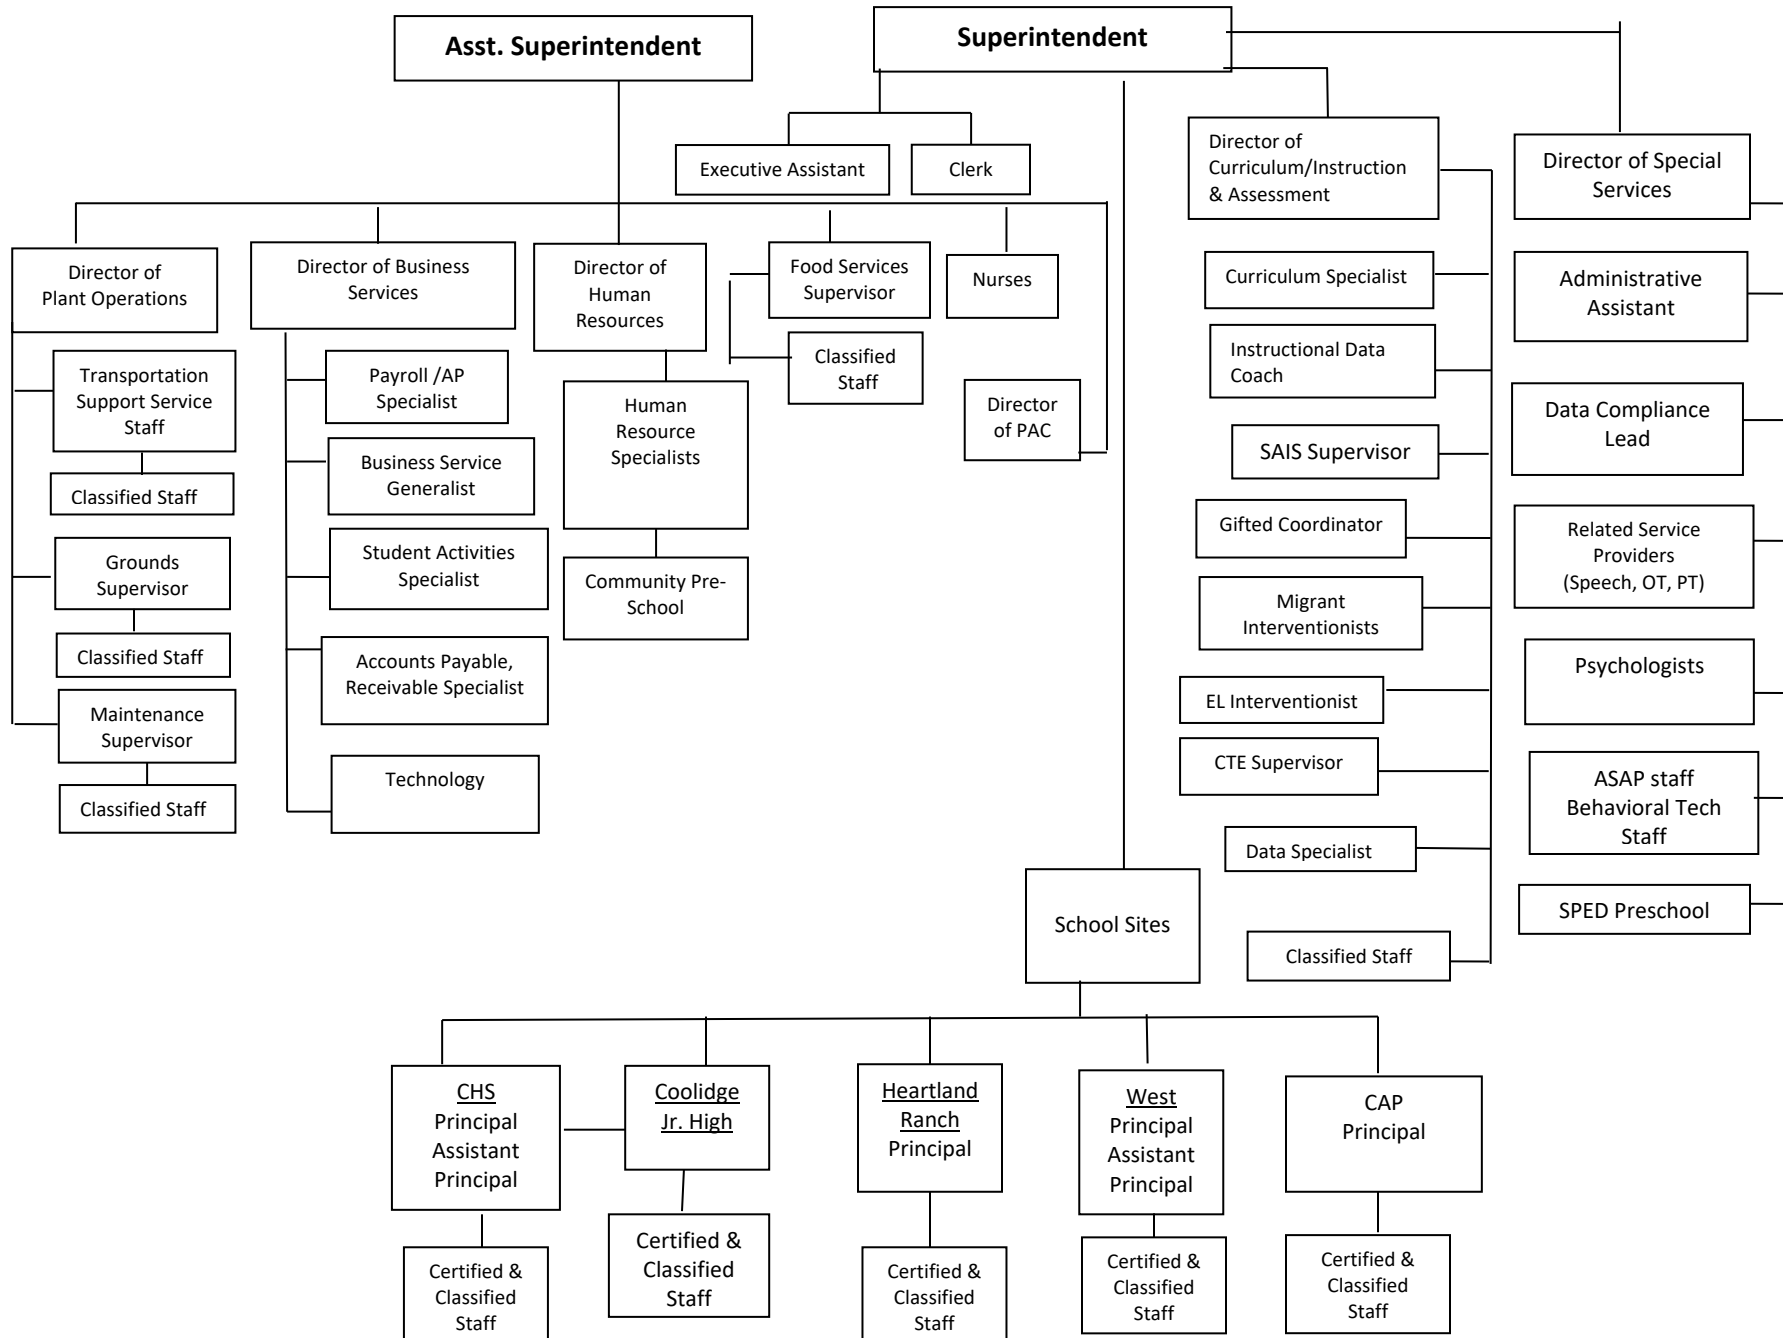 Asst. Superintendent
Superintendent
Executive Assistant
Clerk
Director of
Curriculum/Instruction
& Assessment
Director of Special
Services
Director of
Plant Operations
Director of Business
Services
Director of
Human
Resources
Food Services
Supervisor
Nurses
Curriculum Specialist
Administrative
Assistant
Transportation
Support Service
Staff
Payroll /AP
Specialist
Human
Resource
Specialists
Classified
Staff
Director
of PAC
Instructional Data
Coach
Data Compliance
Lead
Classified Staff
Business Service
Generalist
SAIS Supervisor
Gifted Coordinator
Related Service
Providers
(Speech, OT, PT)
Grounds
Supervisor
Student Activities
Specialist
Community Pre-
School
Migrant
Interventionists
Classified Staff
Accounts Payable,
Receivable Specialist
EL Interventionist
Psychologists
Maintenance
Supervisor
Technology
CTE Supervisor
ASAP staff
Behavioral Tech
Staff
Classified Staff
Data Specialist
School Sites
SPED Preschool
Classified Staff
CHS
Principal
Assistant
Principal
Coolidge
Jr. High
Heartland
Ranch
Principal
West
Principal
Assistant
Principal
CAP
Principal
Certified &
Classified
Staff
Certified &
Classified
Staff
Certified &
Classified
Staff
Certified &
Classified
Staff
Certified &
Classified
Staff